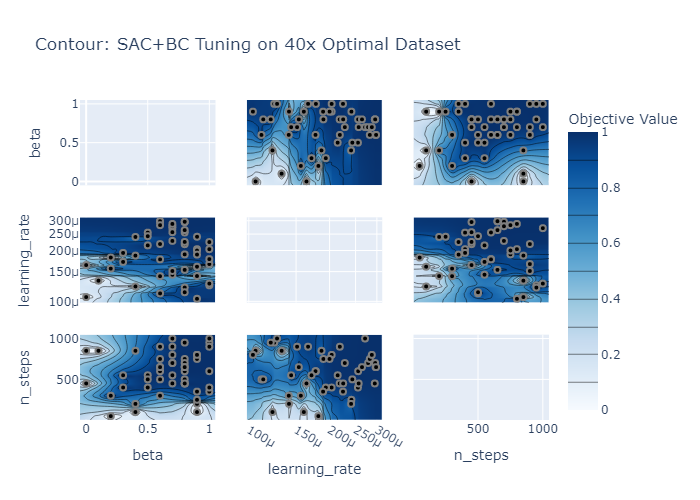 Contour: SAC+BC Tuning on 40x Optimal Dataset
Objective Value
1
0.8
0.6
0.4
0.2
0
beta
1
0.5
0
learning_rate
300μ
250μ
200μ
150μ
100μ
n_steps
1000
500
0 0.5 1
beta
100μ 150μ 200μ 250μ 300μ
learning_rate
500 1000
n_steps